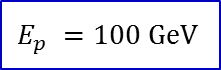 E_p = 100 GeV